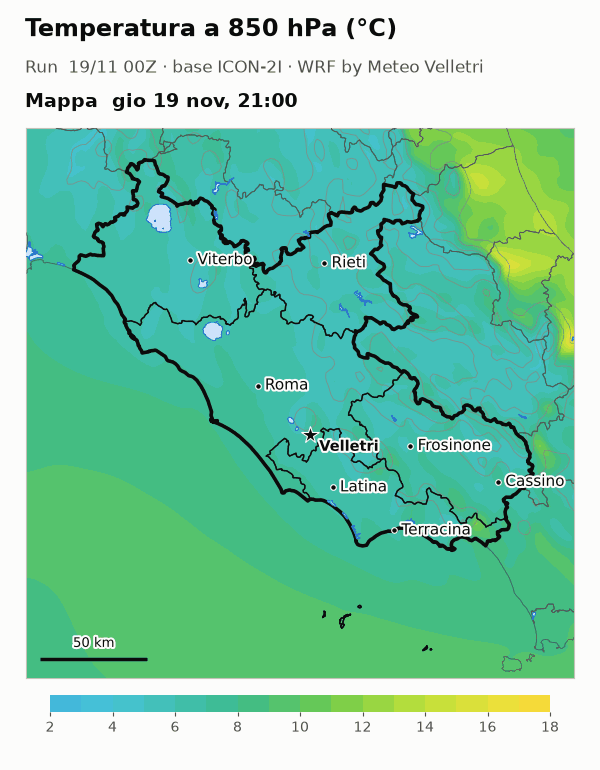 Temperatura a 850 hPa (°C)
Run  19/11 00Z · base ICON-2I · WRF by Meteo Velletri
Mappa  gio 19 nov, 21:00
Viterbo
Rieti
Roma
Velletri
Frosinone
Latina
Cassino
Terracina
50 km
2 4 6 8 10 12 14 16 18